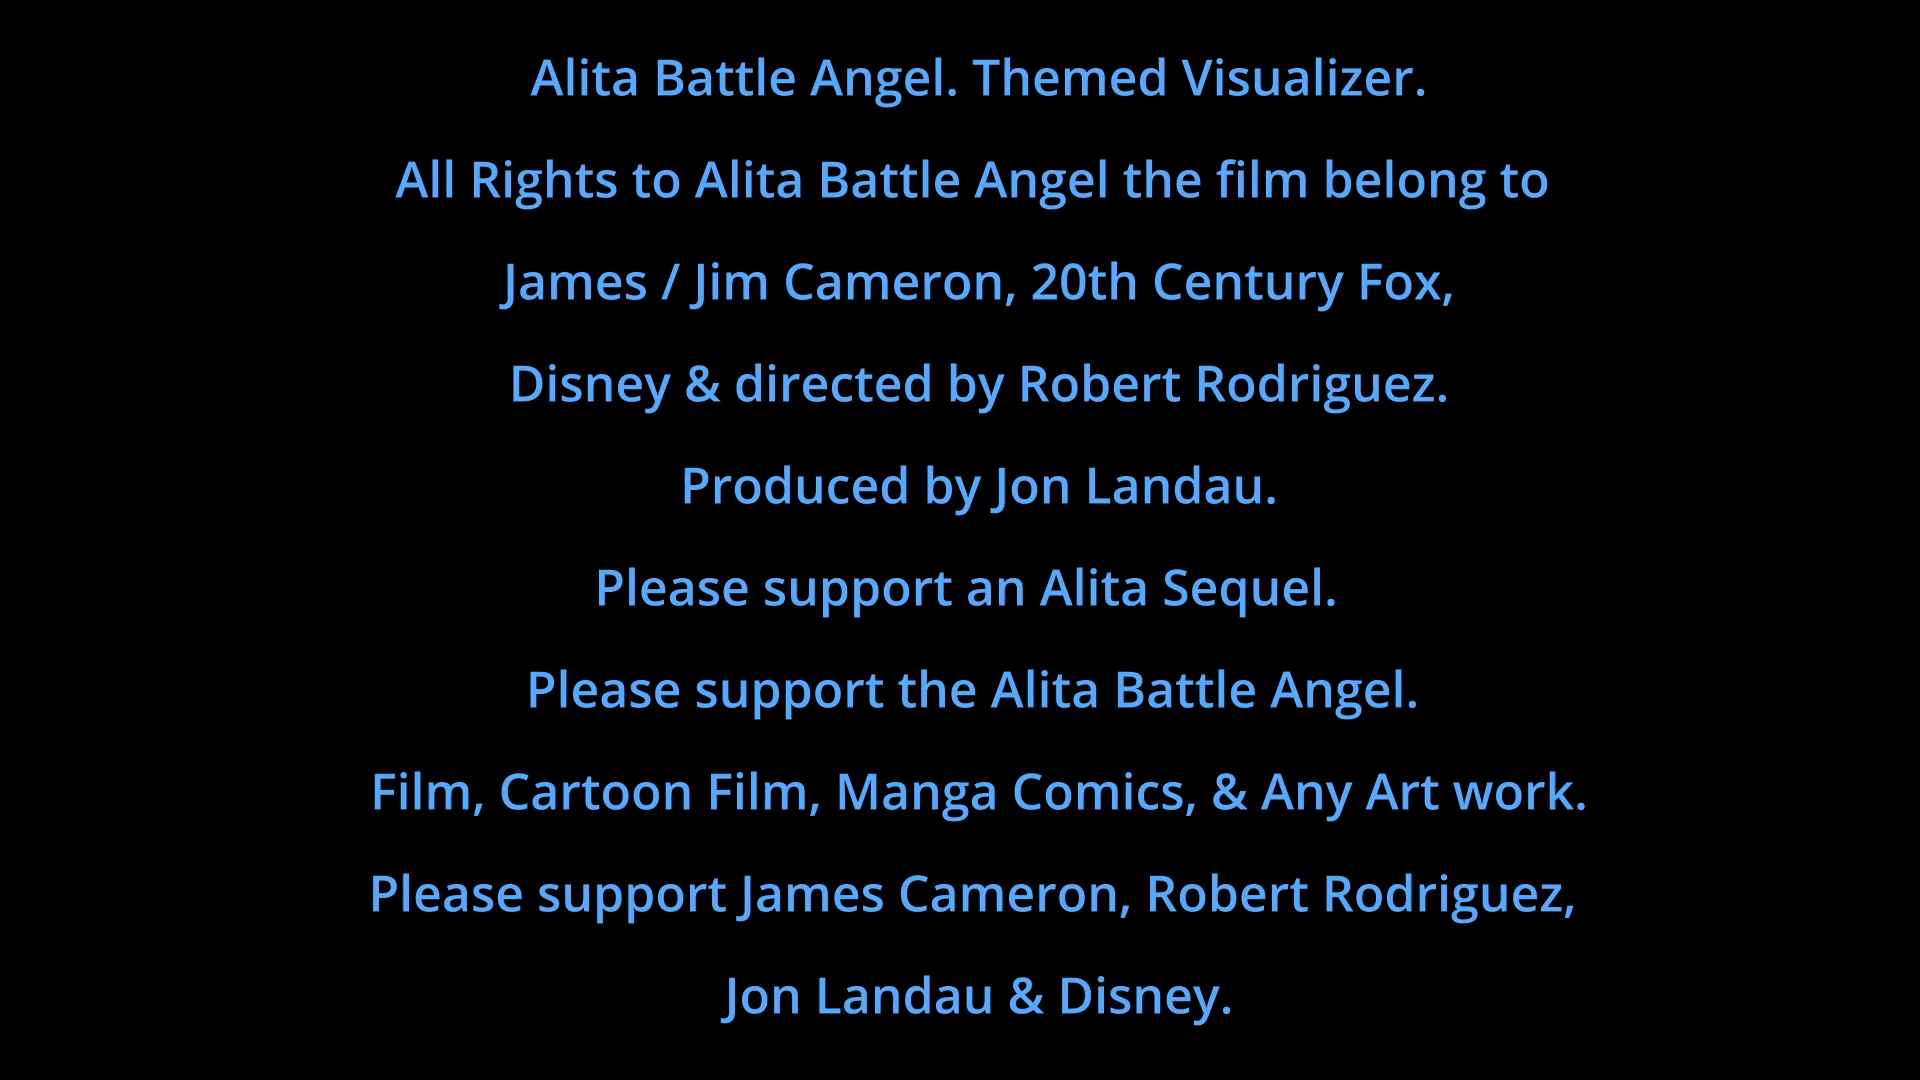 Alita Battle Angel. Themed Visualizer.
All Rights to Alita Battle Angel the film belong to
James / Jim Cameron, 20th Century Fox,
Disney & directed by Robert Rodriguez.
Produced by Jon Landau.
Please support an Alita Sequel.
Please support the Alita Battle Angel.
Film, Cartoon Film, Manga Comics, & Any Art work.
Please support James Cameron, Robert Rodriguez,
Jon Landau & Disney.